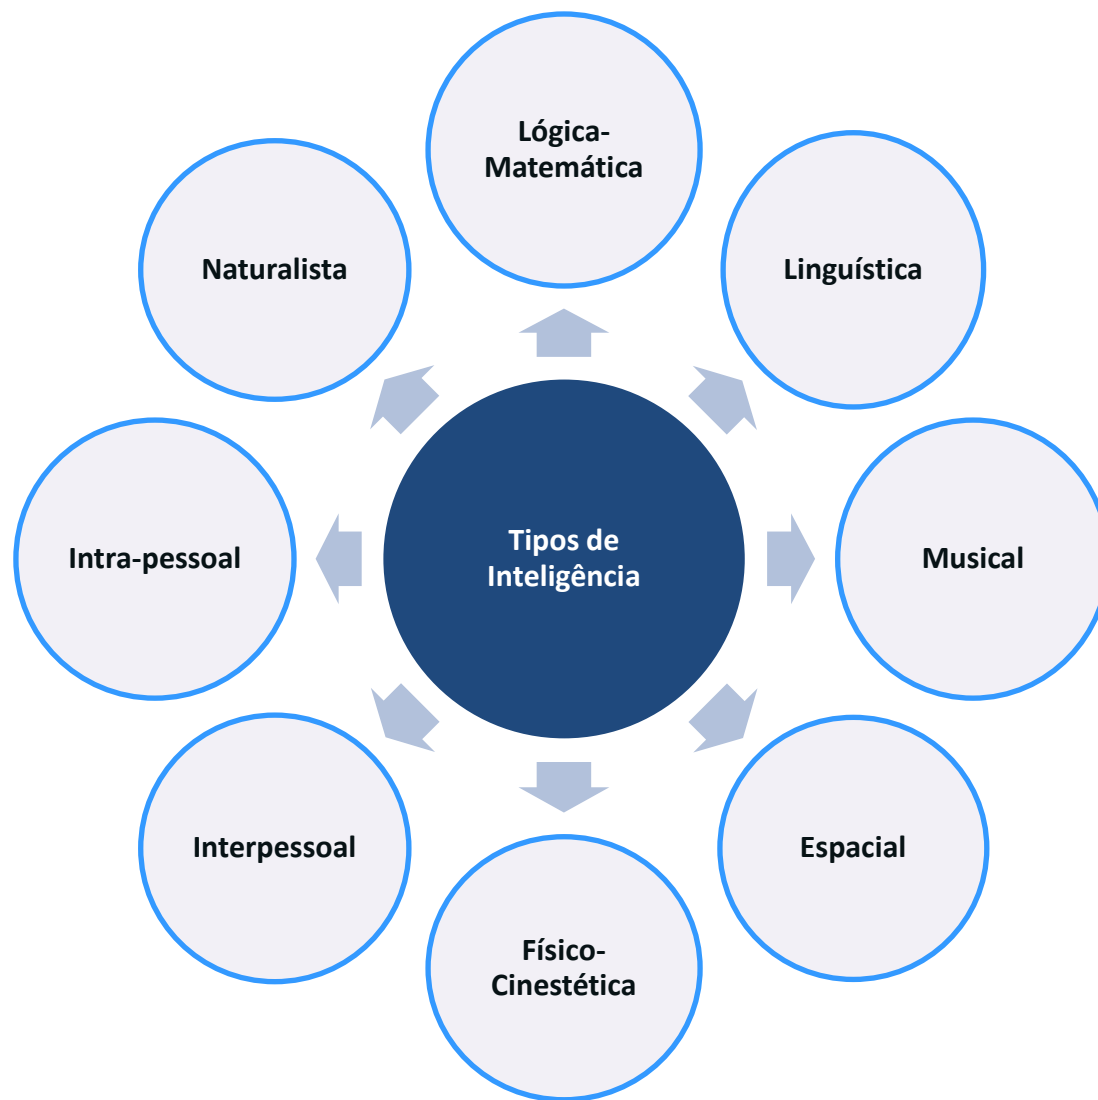 Lógica-
Matemática
Naturalista
Linguística
Intra-pessoal
Tipos de
Inteligência
Musical
Interpessoal
Espacial
Físico-
Cinestética